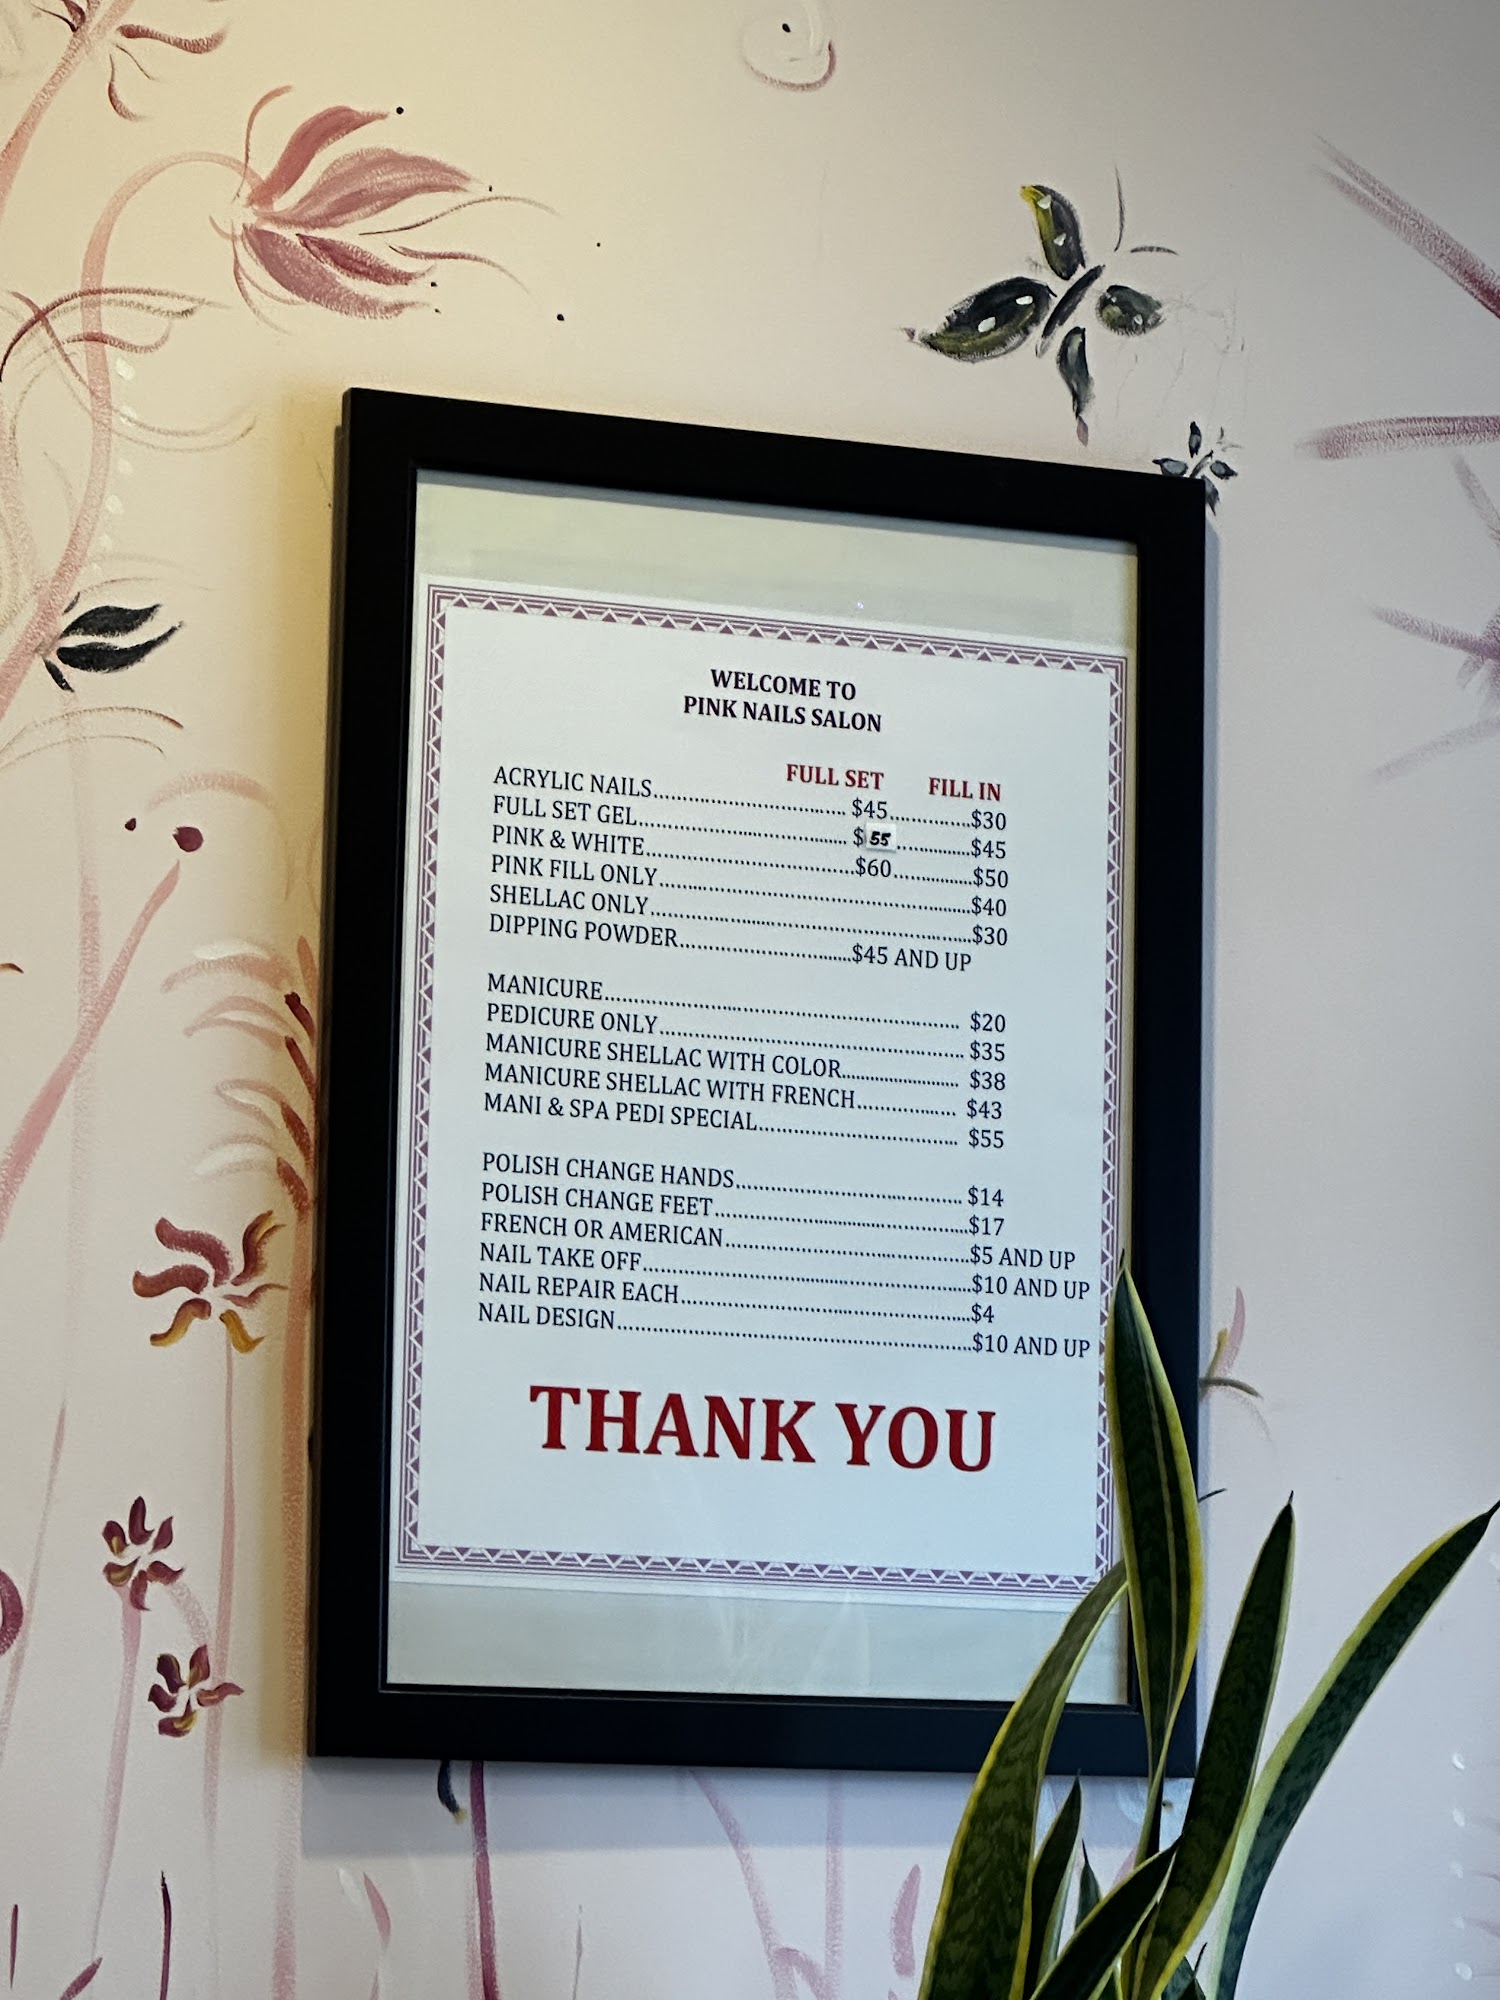 WELCOME TO
PINK NAILS SALON
FULL SET FILL IN
ACRYLIC NAILS $45 $30
FULL SET GEL $55 $45
PINK & WHITE $60 $50
PINK FILL ONLY $40
SHELLAC ONLY $30
DIPPING POWDER $45 AND UP
MANICURE $20
PEDICURE ONLY $35
MANICURE SHELLAC WITH COLOR $38
MANICURE SHELLAC WITH FRENCH $43
MANI & SPA PEDI SPECIAL $55
POLISH CHANGE HANDS $14
POLISH CHANGE FEET $17
FRENCH OR AMERICAN $5 AND UP
NAIL TAKE OFF $10 AND UP
NAIL REPAIR EACH $4
NAIL DESIGN $10 AND UP
THANK YOU